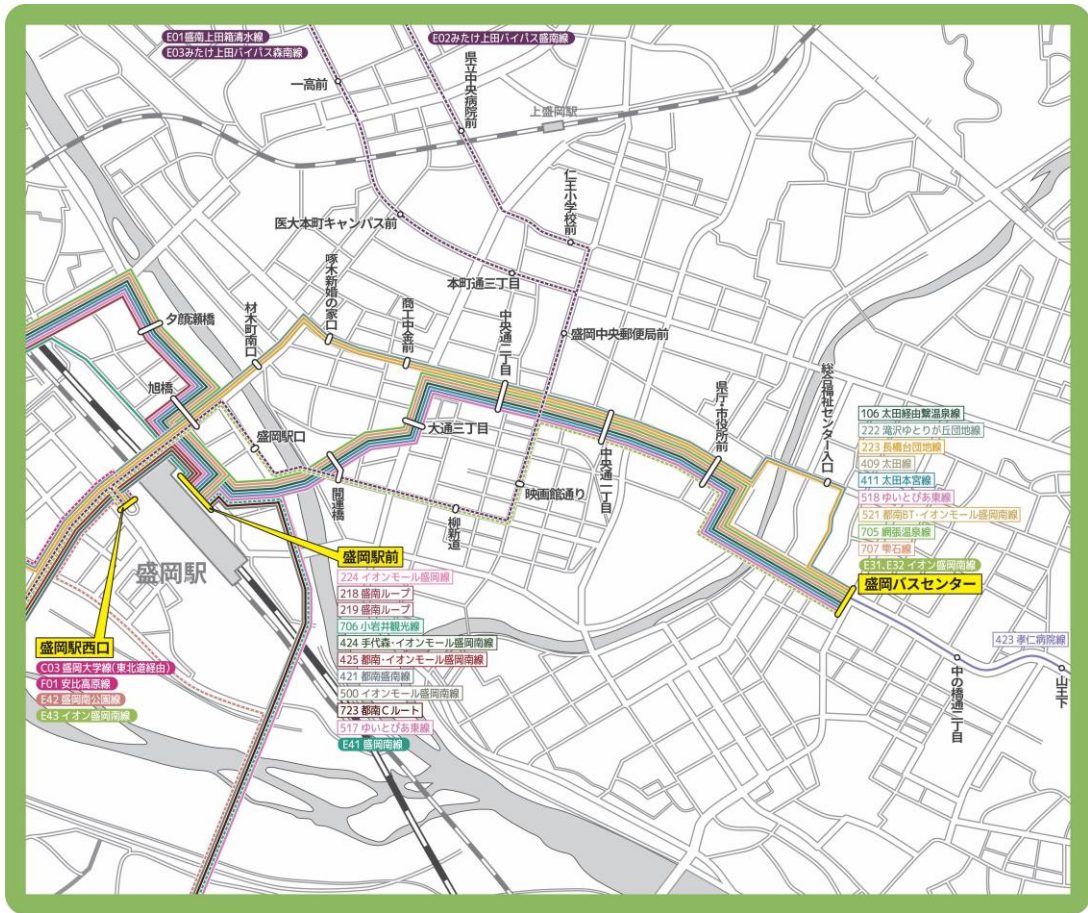 E01盛南上田箱清水線
E03みたけ上田バイパス森南線
E02みたけ上田バイパス盛南線
一高前
県立中央病院前
上盛岡駅
仁王小学校前
医大本町キャンパス前
本町通三丁目
啄木新婚の家口
材木町南口
夕顔瀬橋
商工中金前
中央通二丁目
盛岡中央郵便局前
旭橋
盛岡駅口
大通三丁目
開運橋
柳新道
映画館通り
中央通一丁目
県庁・市役所前
総合福祉センター入口
106 太田経由繋温泉線
222 滝沢ゆとりが丘団地線
223 長橋台団地線
409 太田線
411 太田本宮線
518 ゆいとぴあ東線
521 都南BT・イオンモール盛岡南線
705 網張温泉線
707 雫石線
E31、E32 イオン盛岡南線
盛岡バスセンター
423 孝仁病院線
中の橋通二丁目
山王下
盛岡駅
盛岡駅前
224 イオンモール盛岡線
218 盛南ループ
219 盛南ループ
706 小岩井観光線
424 手代森・イオンモール盛岡南線
425 都南・イオンモール盛岡南線
421 都南盛南線
500 イオンモール盛岡南線
723 都南Cルート
517 ゆいとぴあ東線
E41 盛岡南線
盛岡駅西口
C03 盛岡大学線(東北道経由)
F01 安比高原線
E42 盛岡南公園線
E43 イオン盛岡南線